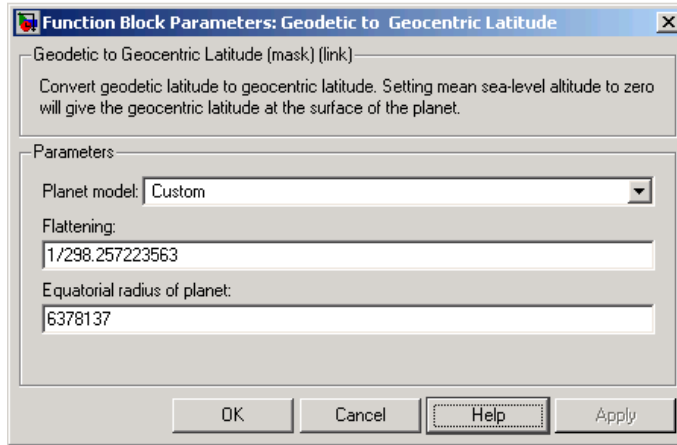 Function Block Parameters: Geodetic to  Geocentric Latitude
Geodetic to Geocentric Latitude (mask) (link)
Convert geodetic latitude to geocentric latitude. Setting mean sea-level altitude to zero
will give the geocentric latitude at the surface of the planet.
Parameters
Planet model: Custom
Flattening:
1/298.257223563
Equatorial radius of planet:
6378137
OK Cancel Help Apply